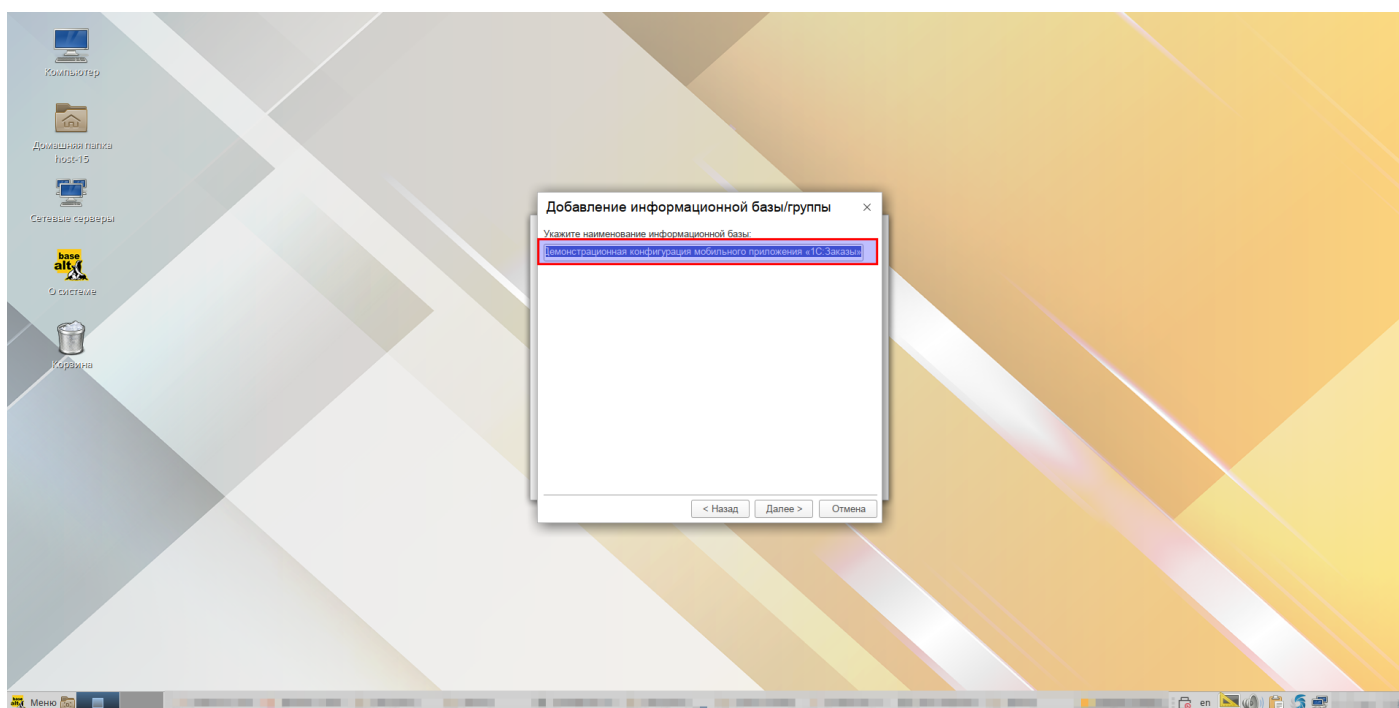 Компьютер
Домашняя папка
host-15
Сетевые серверы
base
alt
О системе
Корзина
Добавление информационной базы/группы
Укажите наименование информационной базы:
Демонстрационная конфигурация мобильного приложения «1С:Заказы»
< Назад
Далее >
Отмена
Меню
en